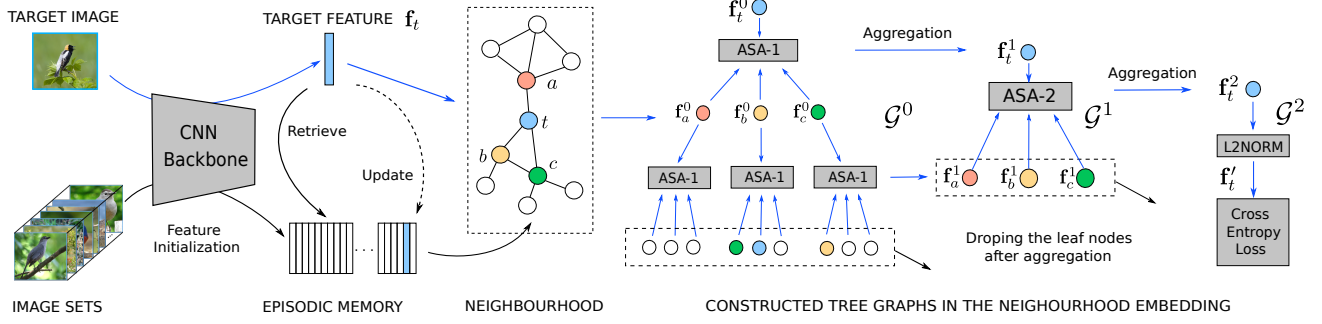 TARGET IMAGE
TARGET FEATURE f_t
CNN
Backbone
Retrieve
Update
Feature
Initialization
. . .
IMAGE SETS
EPISODIC MEMORY
a
t
b
c
NEIGHBOURHOOD
f_t^0
ASA-1
Aggregation
f_a^0
f_b^0
f_c^0
G^0
ASA-1
ASA-1
ASA-1
f_t^1
ASA-2
G^1
f_a^1
f_b^1
f_c^1
Droping the leaf nodes
after aggregation
Aggregation
f_t^2
G^2
L2NORM
f_t'
Cross
Entropy
Loss
CONSTRUCTED TREE GRAPHS IN THE NEIGHOURHOOD EMBEDDING